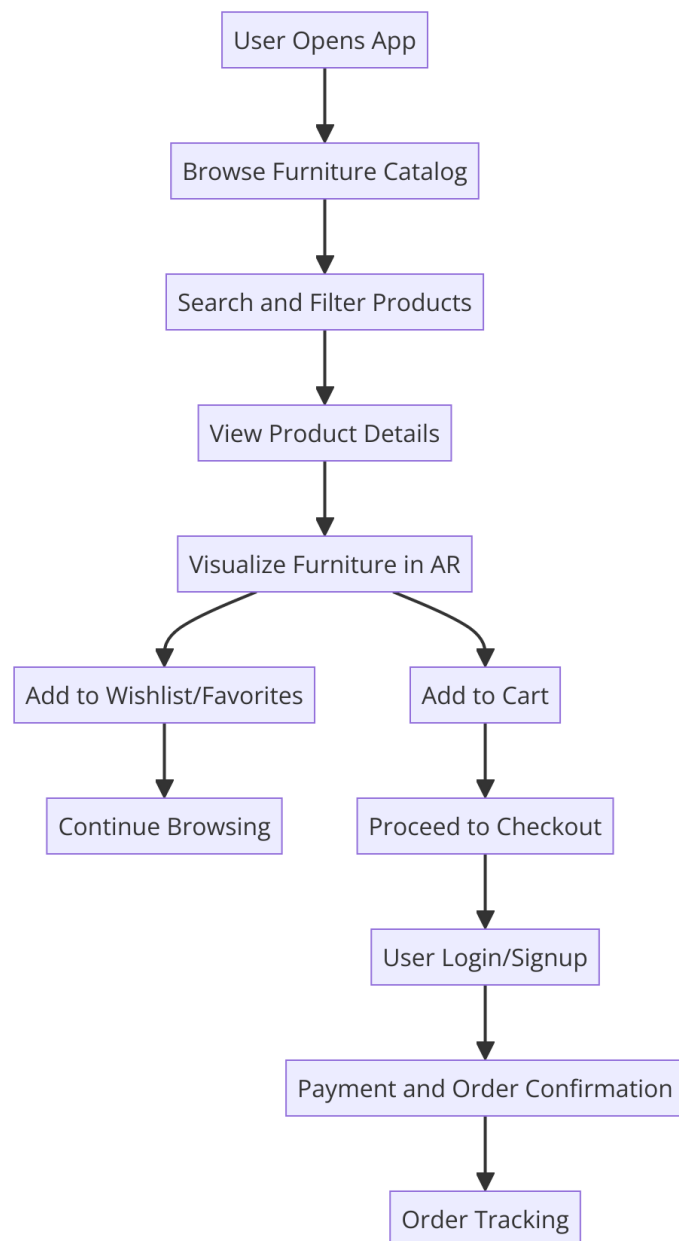 User Opens App
Browse Furniture Catalog
Search and Filter Products
View Product Details
Visualize Furniture in AR
Add to Wishlist/Favorites
Add to Cart
Continue Browsing
Proceed to Checkout
User Login/Signup
Payment and Order Confirmation
Order Tracking